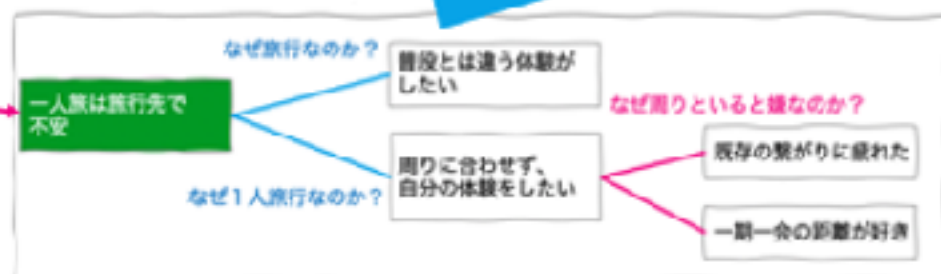 なぜ旅行なのか？
普段とは違う体験が
したい
一人旅は旅行先で
不安
なぜ周りといると嫌なのか？
既存の繋がりに疲れた
周りに合わせず、
自分の体験をしたい
なぜ1人旅行なのか？
一期一会の距離が好き